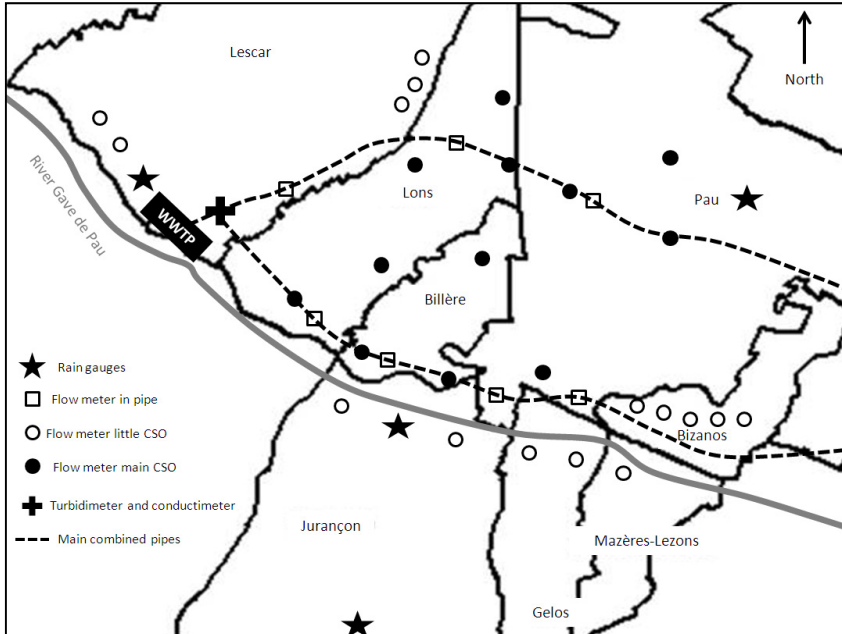 Lescar
North
River Gave de Pau
Lons
Pau
WWTP
Billère
Rain gauges
Flow meter in pipe
Flow meter little CSO
Flow meter main CSO
Bizanos
Turbidimeter and conductimeter
Main combined pipes
Jurançon
Mazères-Lezons
Gelos